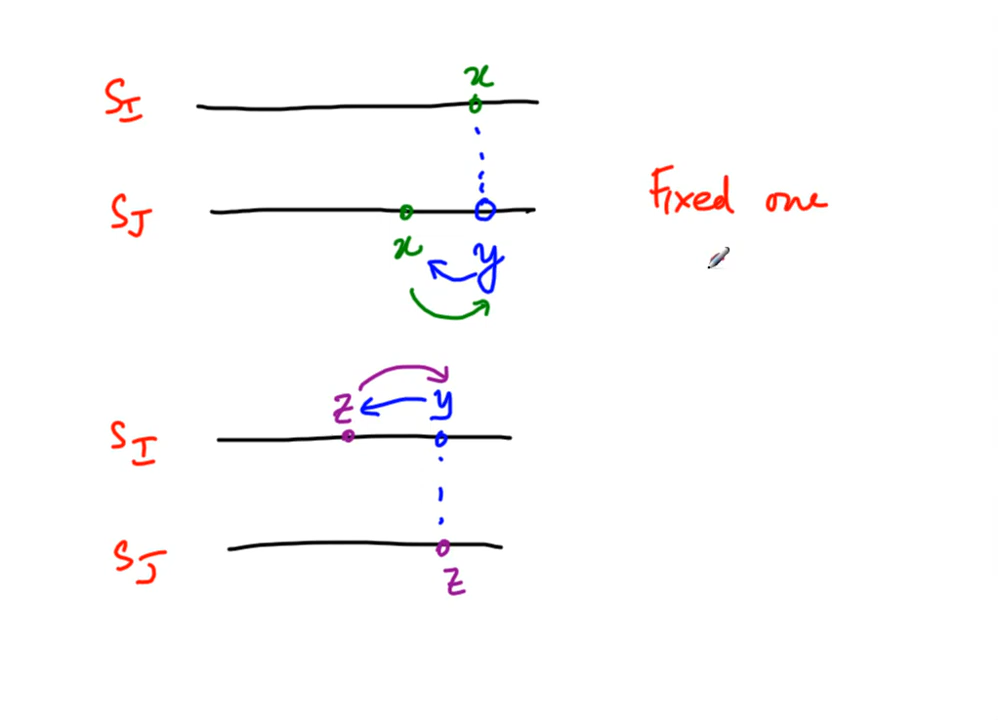 x
S_I
S_J
Fixed one
x y
z y
S_I
S_J
z